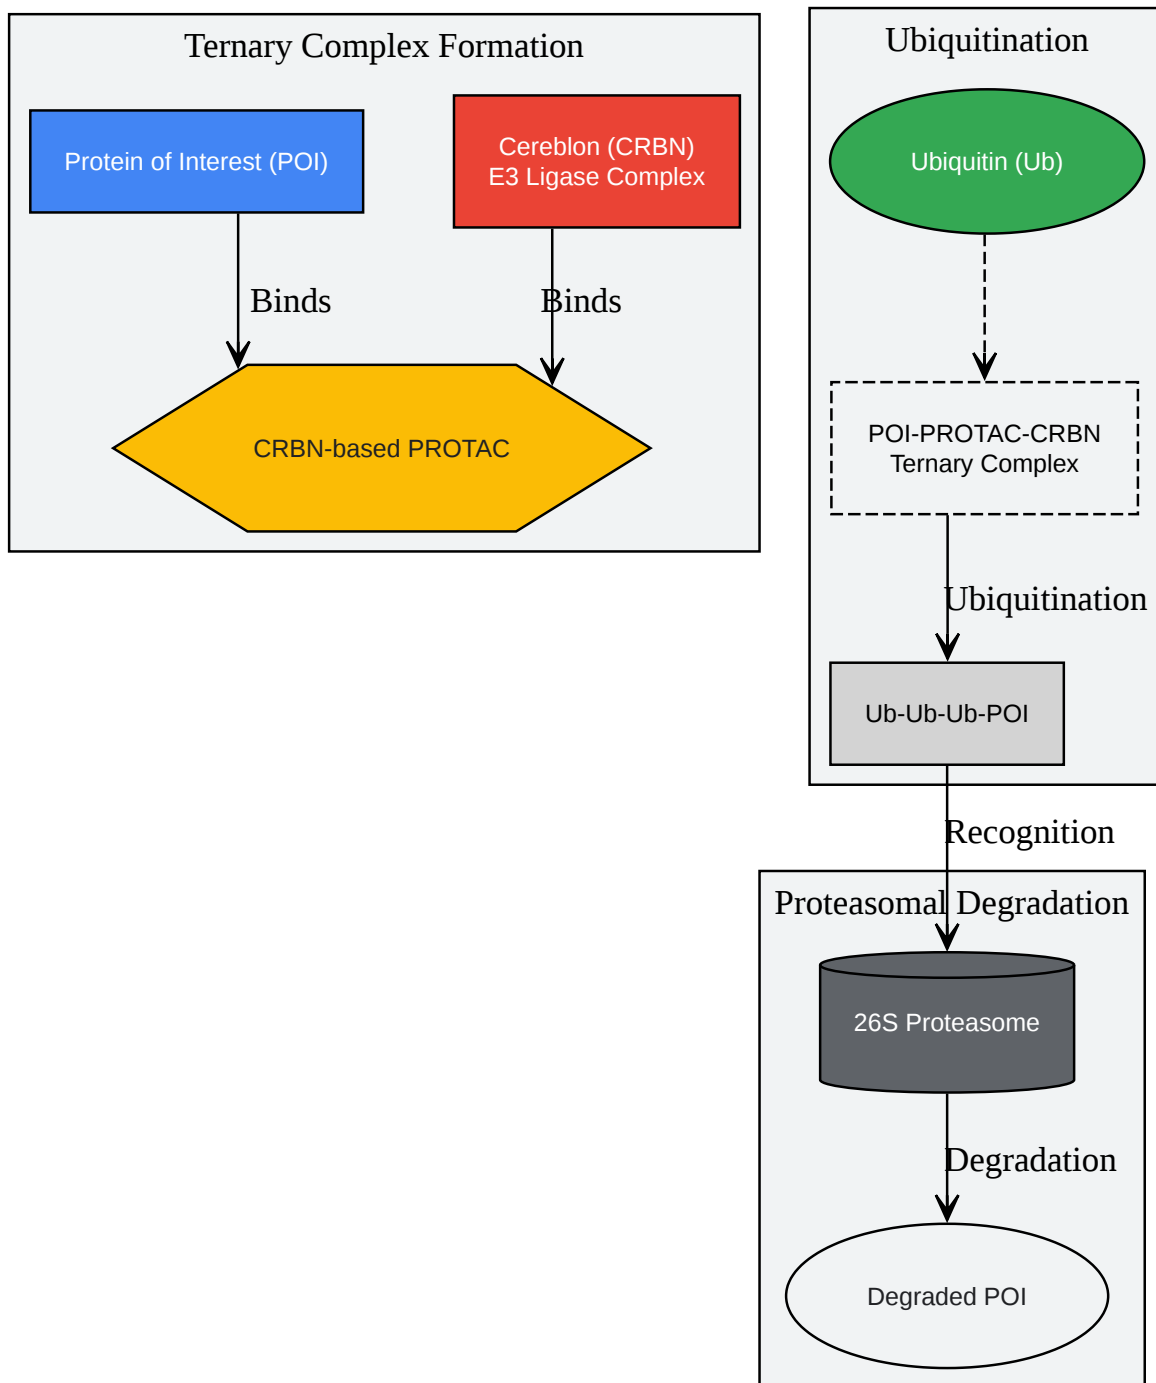 Ternary Complex Formation
Protein of Interest (POI)
Cereblon (CRBN)
E3 Ligase Complex
Binds
Binds
CRBN-based PROTAC
Ubiquitination
Ubiquitin (Ub)
POI-PROTAC-CRBN
Ternary Complex
Ubiquitination
Ub-Ub-Ub-POI
Recognition
Proteasomal Degradation
26S Proteasome
Degradation
Degraded POI